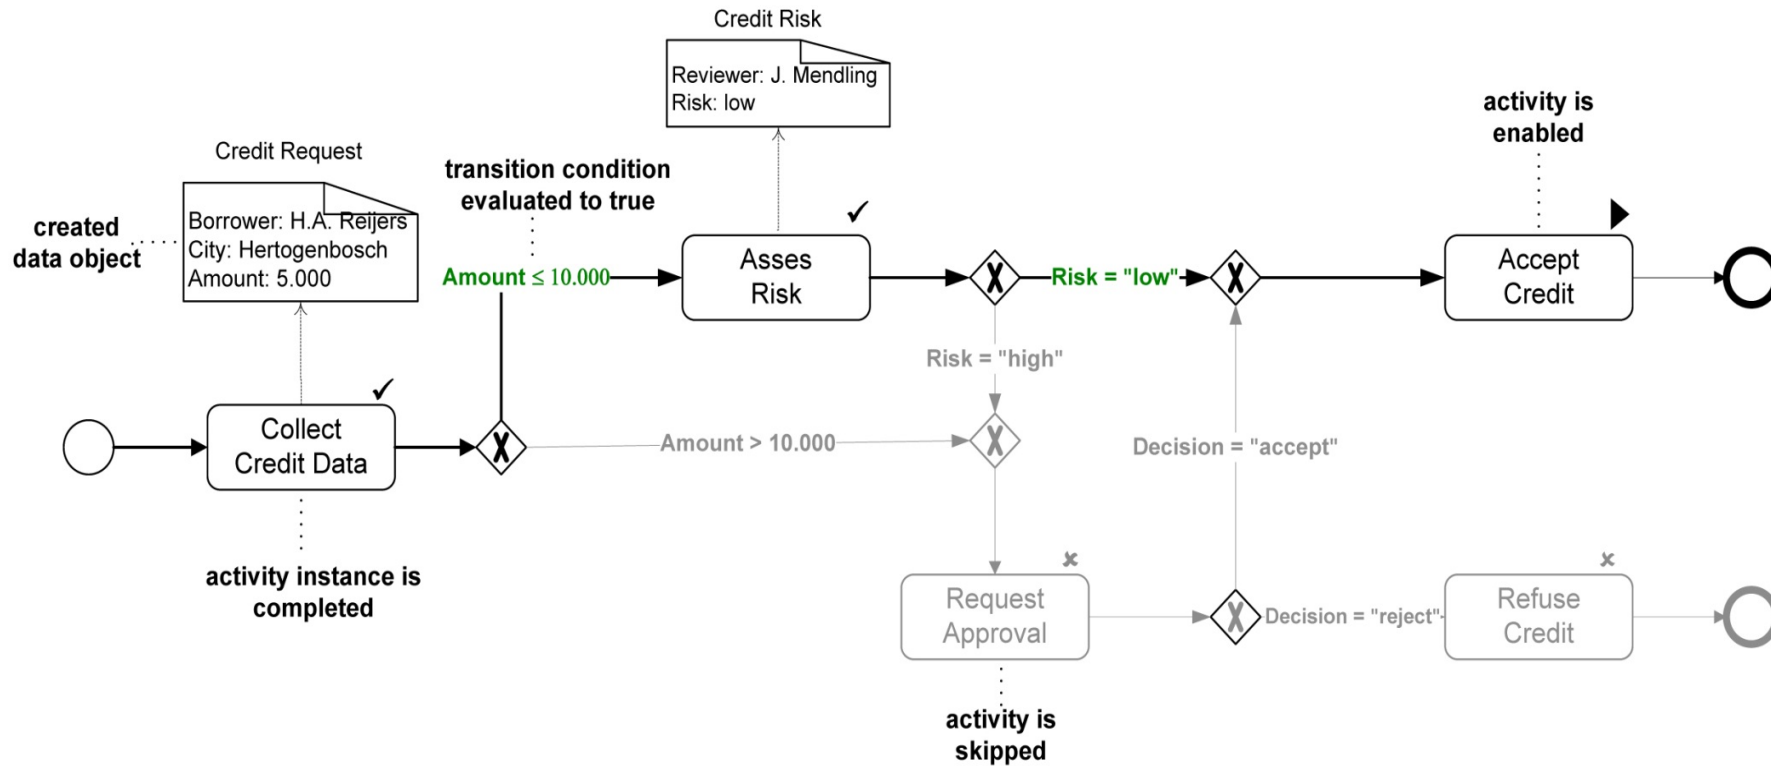 Credit Risk
Reviewer: J. Mendling
Risk: low
activity is
enabled
Credit Request
transition condition
evaluated to true
created
data object
Borrower: H.A. Reijers
City: Hertogenbosch
Amount: 5.000
Amount ≤ 10.000
Asses
Risk
X
Risk = "low"
X
Accept
Credit
Risk = "high"
Collect
Credit Data
X
Amount > 10.000
X
Decision = "accept"
activity instance is
completed
Request
Approval
X
Decision = "reject"
Refuse
Credit
activity is
skipped